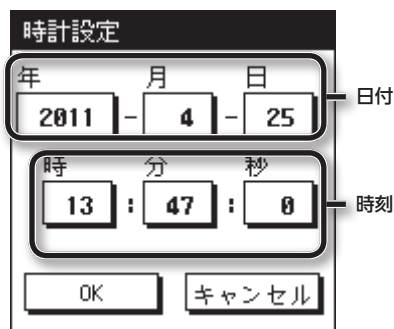 時計設定
年 月 日
2011 - 4 - 25
日付
時 分 秒
13 : 47 : 0
時刻
OK キャンセル